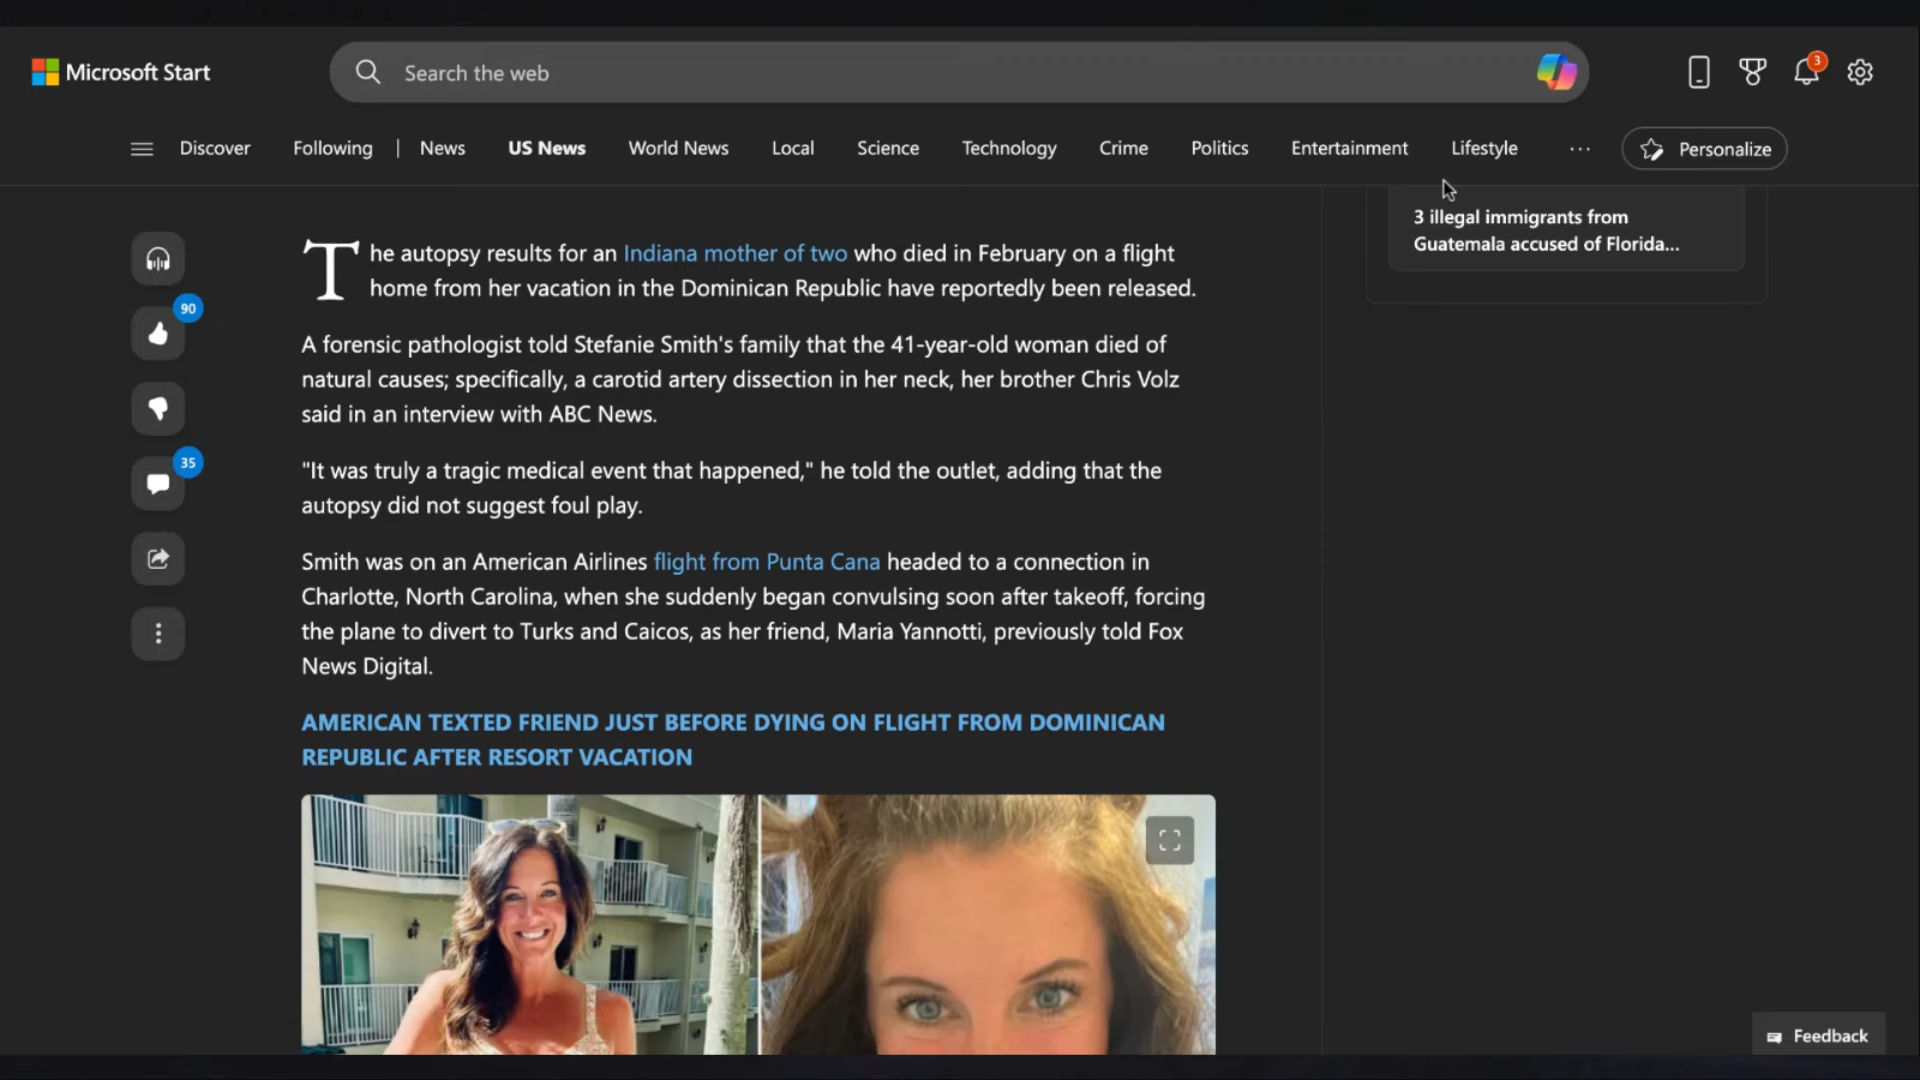 Microsoft Start
Search the web
3
Discover
Following
News
US News
World News
Local
Science
Technology
Crime
Politics
Entertainment
Lifestyle
Personalize
3 illegal immigrants from
Guatemala accused of Florida...
The autopsy results for an Indiana mother of two who died in February on a flight
home from her vacation in the Dominican Republic have reportedly been released.
90
A forensic pathologist told Stefanie Smith's family that the 41-year-old woman died of
natural causes; specifically, a carotid artery dissection in her neck, her brother Chris Volz
said in an interview with ABC News.
35
"It was truly a tragic medical event that happened," he told the outlet, adding that the
autopsy did not suggest foul play.
Smith was on an American Airlines flight from Punta Cana headed to a connection in
Charlotte, North Carolina, when she suddenly began convulsing soon after takeoff, forcing
the plane to divert to Turks and Caicos, as her friend, Maria Yannotti, previously told Fox
News Digital.
AMERICAN TEXTED FRIEND JUST BEFORE DYING ON FLIGHT FROM DOMINICAN
REPUBLIC AFTER RESORT VACATION
Feedback